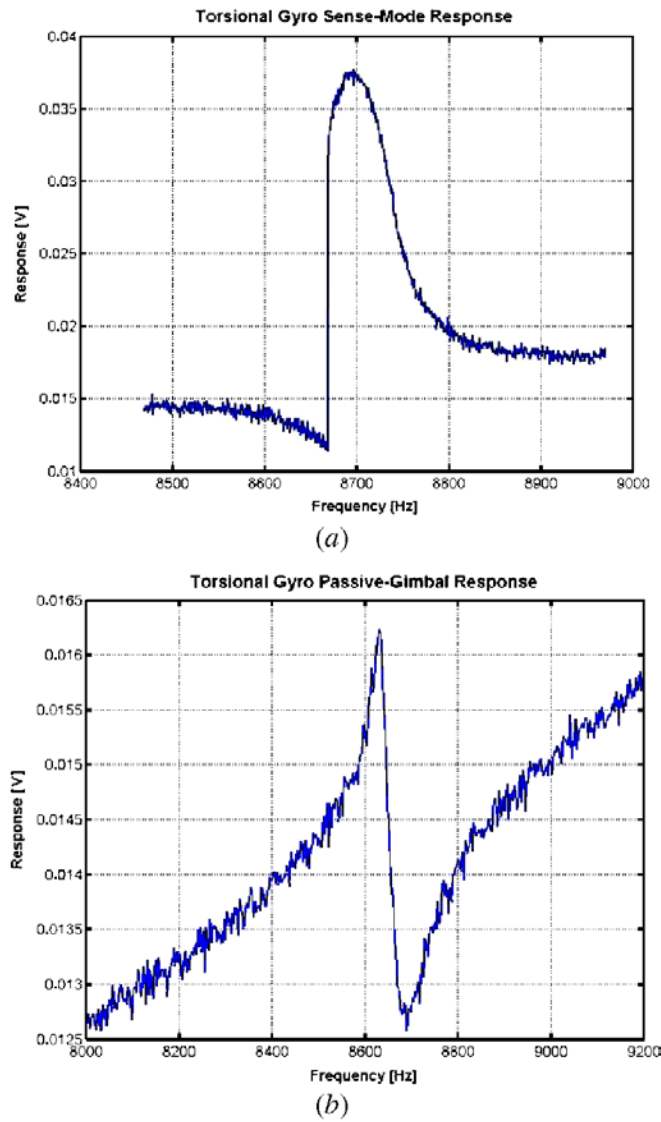 Torsional Gyro Sense-Mode Response
0.04
0.035
0.03
0.025
0.02
0.015
0.01
Response [V]
8400 8500 8600 8700 8800 8900 9000
Frequency [Hz]
(a)
Torsional Gyro Passive-Gimbal Response
0.0165
0.016
0.0155
0.015
0.0145
0.014
0.0135
0.013
0.0125
Response [V]
8000 8200 8400 8600 8800 9000 9200
Frequency [Hz]
(b)